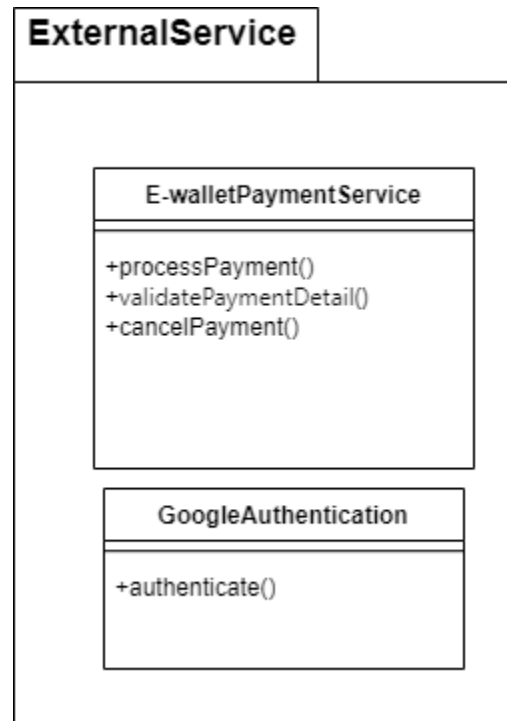 ExternalService
E-walletPaymentService
+processPayment()
+validatePaymentDetail()
+cancelPayment()
GoogleAuthentication
+authenticate()